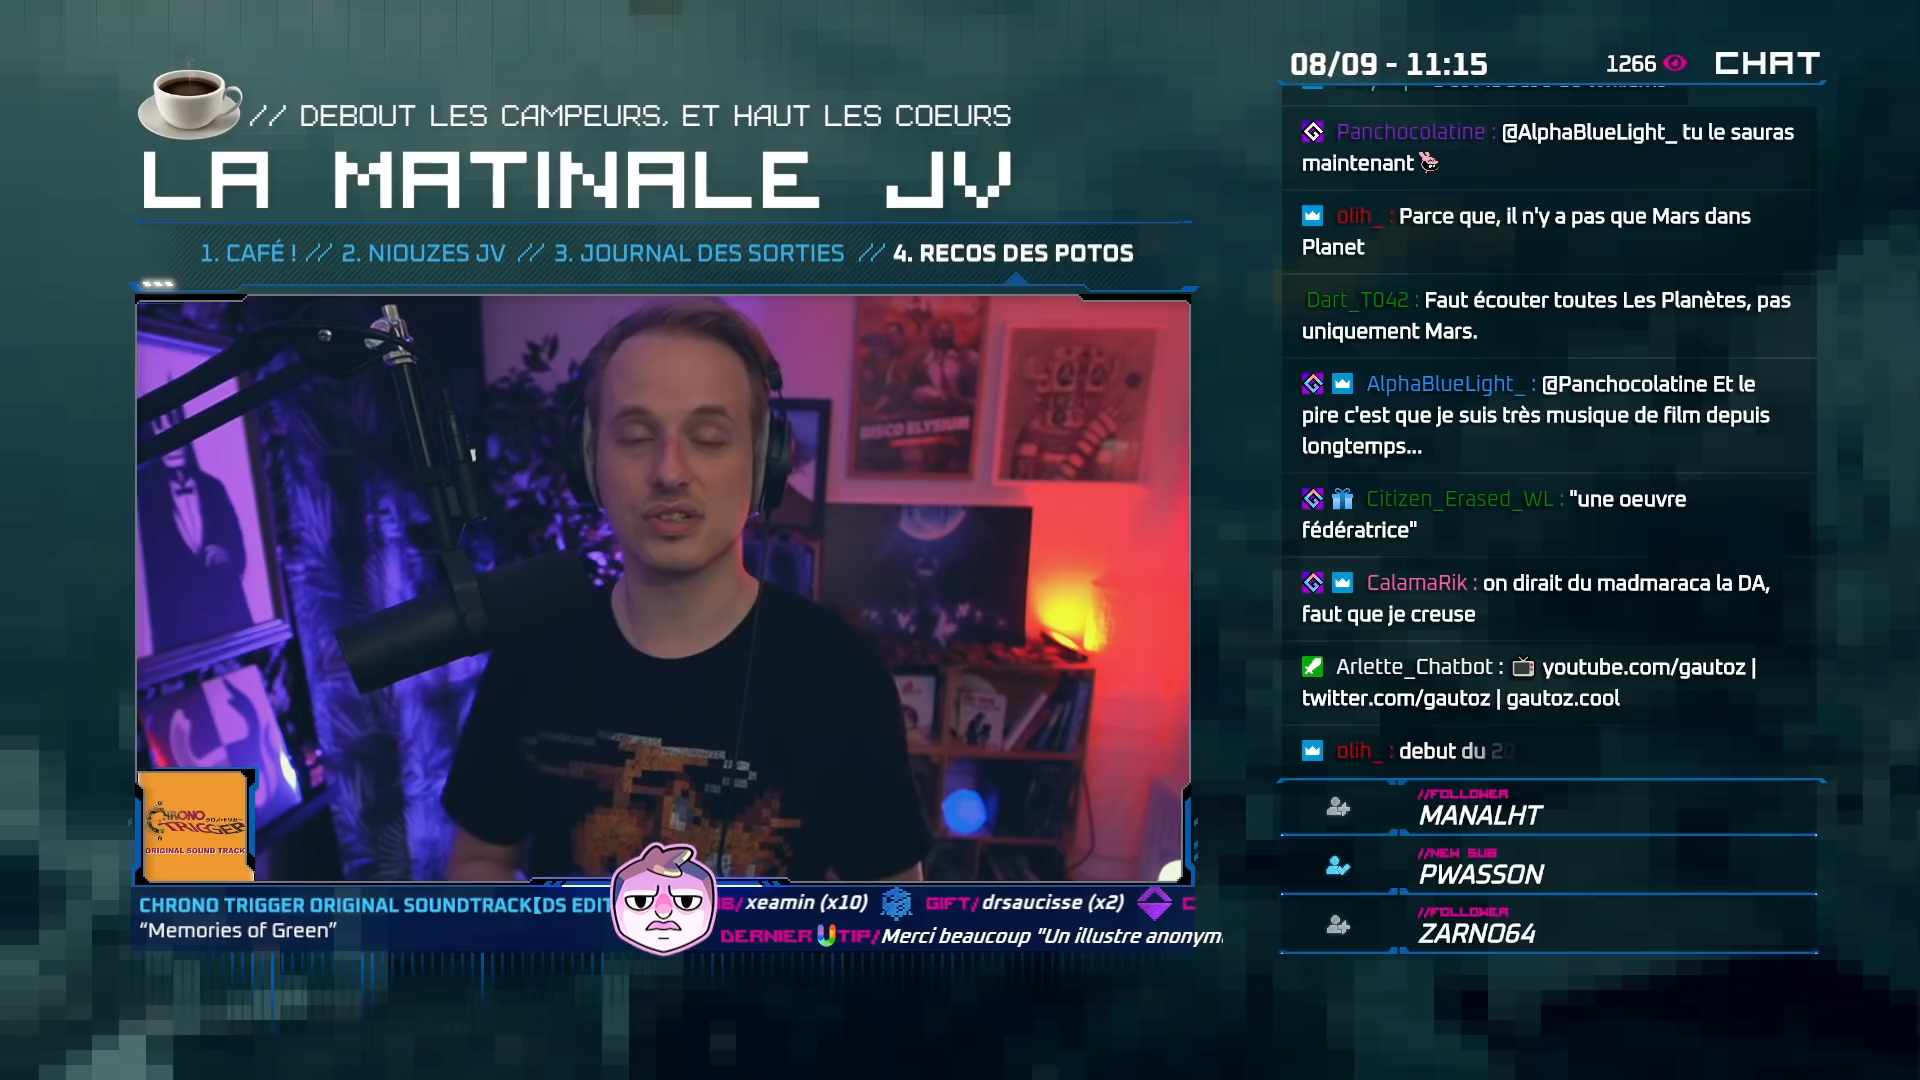 // DEBOUT LES CAMPEURS, ET HAUT LES COEURS
LA MATINALE JV
1. CAFÉ ! // 2. NIOUZES JV // 3. JOURNAL DES SORTIES // 4. RECOS DES POTOS
DISCO ELYSIUM
CHRONO TRIGGER
ORIGINAL SOUND TRACK
CHRONO TRIGGER ORIGINAL SOUNDTRACK[DS EDIT
“Memories of Green”
B/ xeamin (x10) GIFT/ drsaucisse (x2) C
DERNIER UTIP/ Merci beaucoup "Un illustre anonym
08/09 - 11:15 1266 CHAT
Panchocolatine : @AlphaBlueLight_ tu le sauras
maintenant
olih_ : Parce que, il n'y a pas que Mars dans
Planet
Dart_T042 : Faut écouter toutes Les Planètes, pas
uniquement Mars.
AlphaBlueLight_ : @Panchocolatine Et le
pire c'est que je suis très musique de film depuis
longtemps...
Citizen_Erased_WL : "une oeuvre
fédératrice"
CalamaRik : on dirait du madmaraca la DA,
faut que je creuse
Arlette_Chatbot : youtube.com/gautoz |
twitter.com/gautoz | gautoz.cool
olih_ : debut du 20
//FOLLOWER
MANALHT
//NEW SUB
PWASSON
//FOLLOWER
ZARNO64